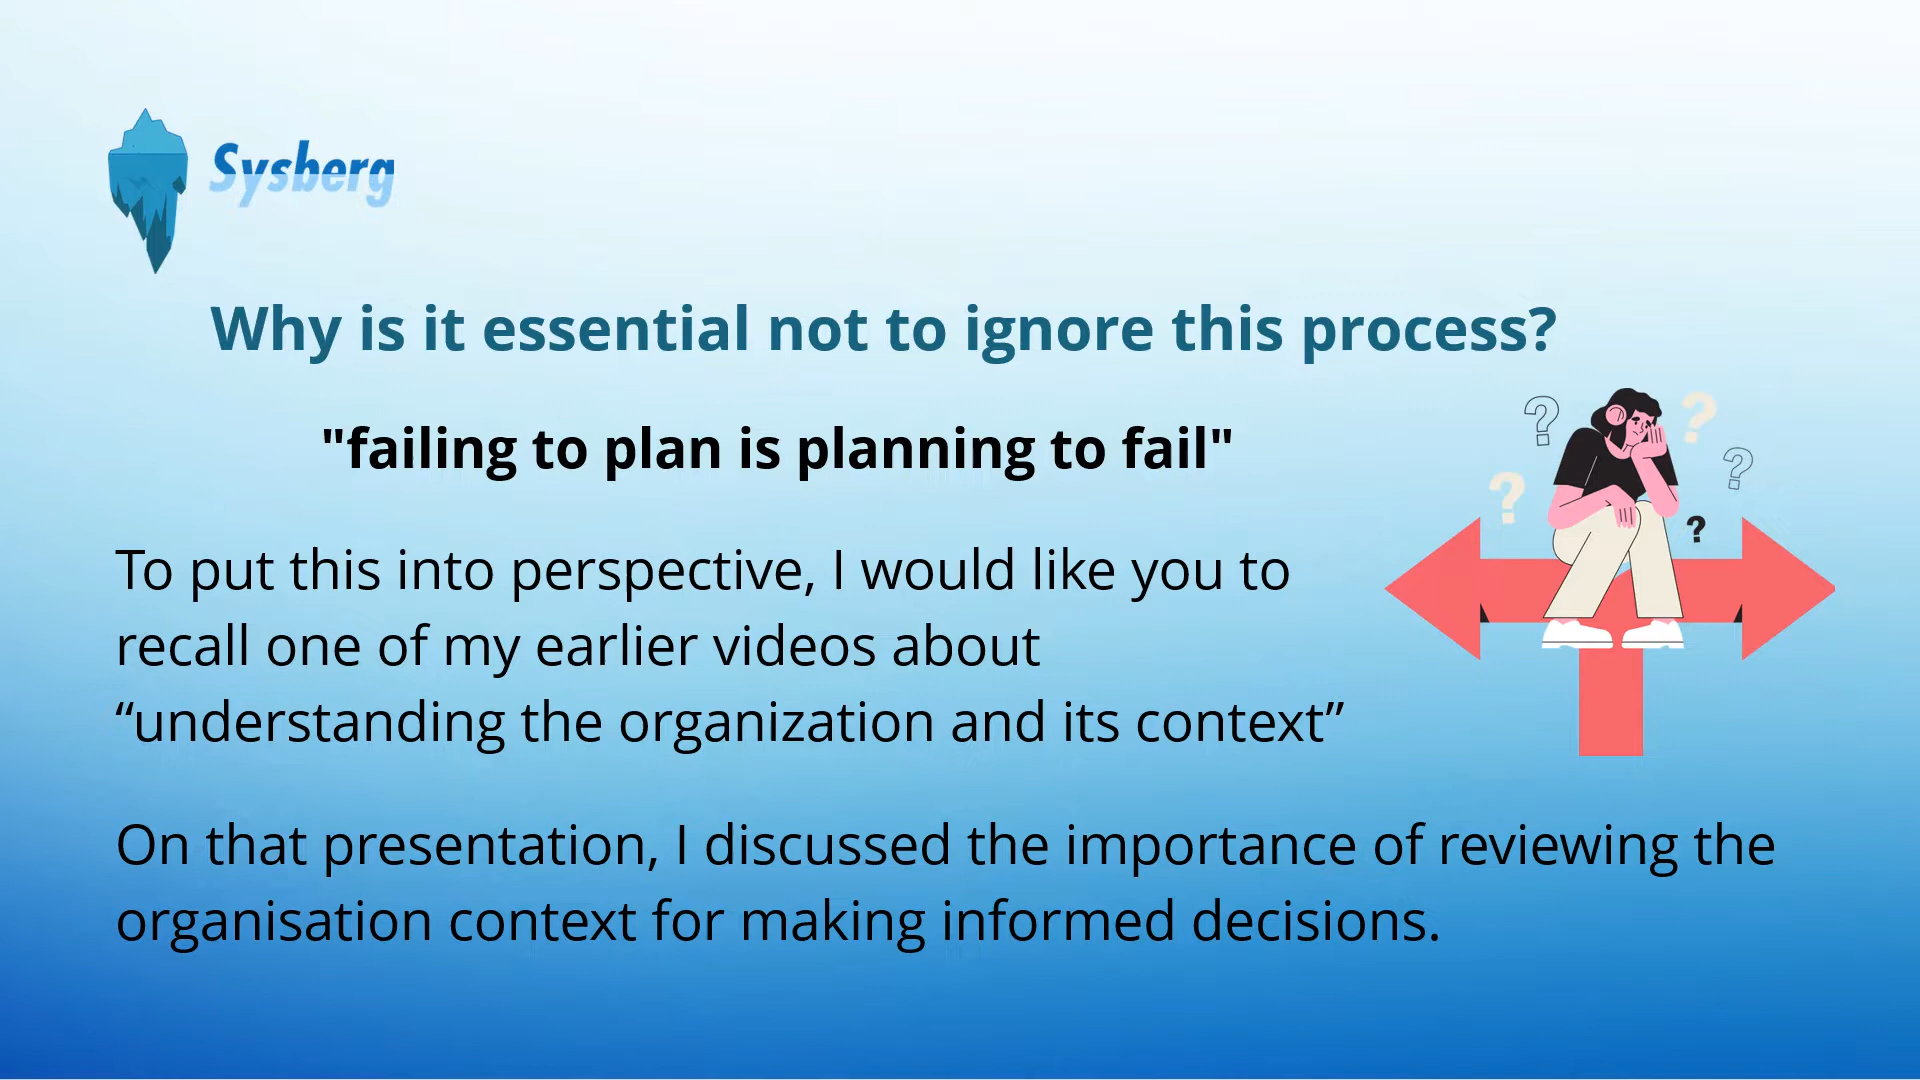 Sysberg
Why is it essential not to ignore this process?
"failing to plan is planning to fail"
To put this into perspective, I would like you to
recall one of my earlier videos about
“understanding the organization and its context”
On that presentation, I discussed the importance of reviewing the
organisation context for making informed decisions.
? ? ? ? ?